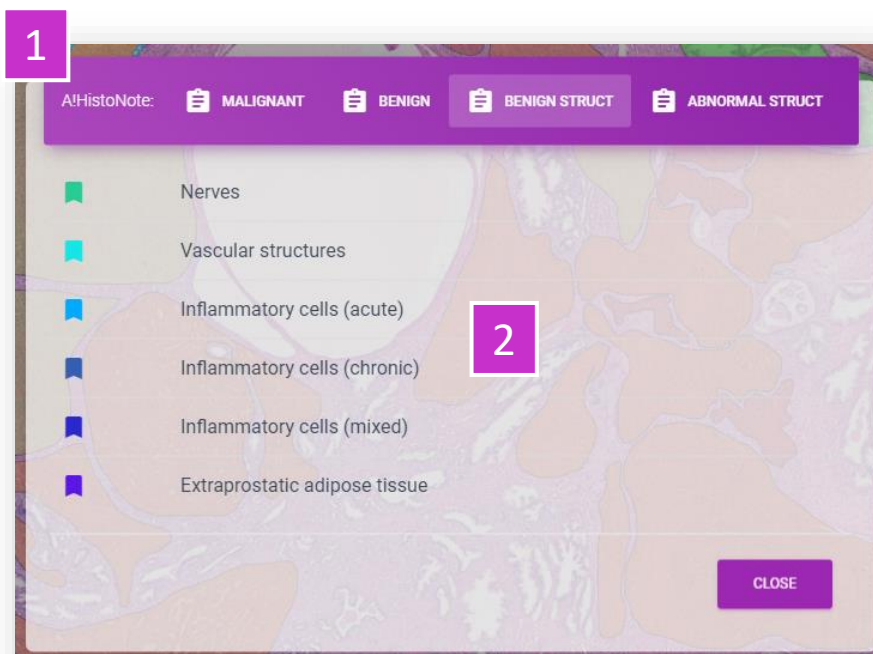 1
A!HistoNote: MALIGNANT BENIGN BENIGN STRUCT ABNORMAL STRUCT
Nerves
Vascular structures
Inflammatory cells (acute)
2
Inflammatory cells (chronic)
Inflammatory cells (mixed)
Extraprostatic adipose tissue
CLOSE